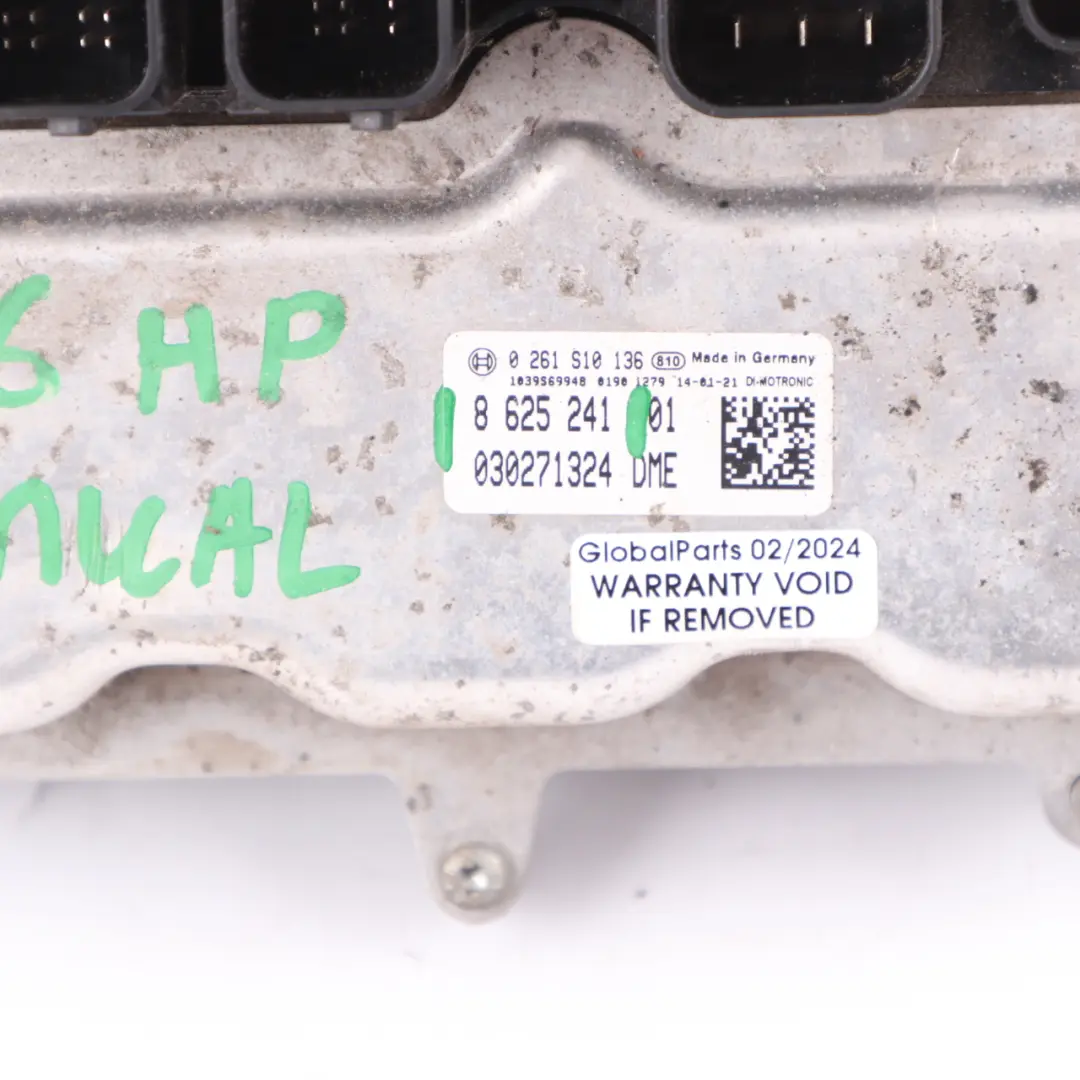 6 HP
0 261 S10 136 810 Made in Germany
1039S69948 0190 1279 14-01-21 DI-MOTRONIC
8 625 241 01
030271324 DME
GlobalParts 02/2024
WARRANTY VOID
IF REMOVED